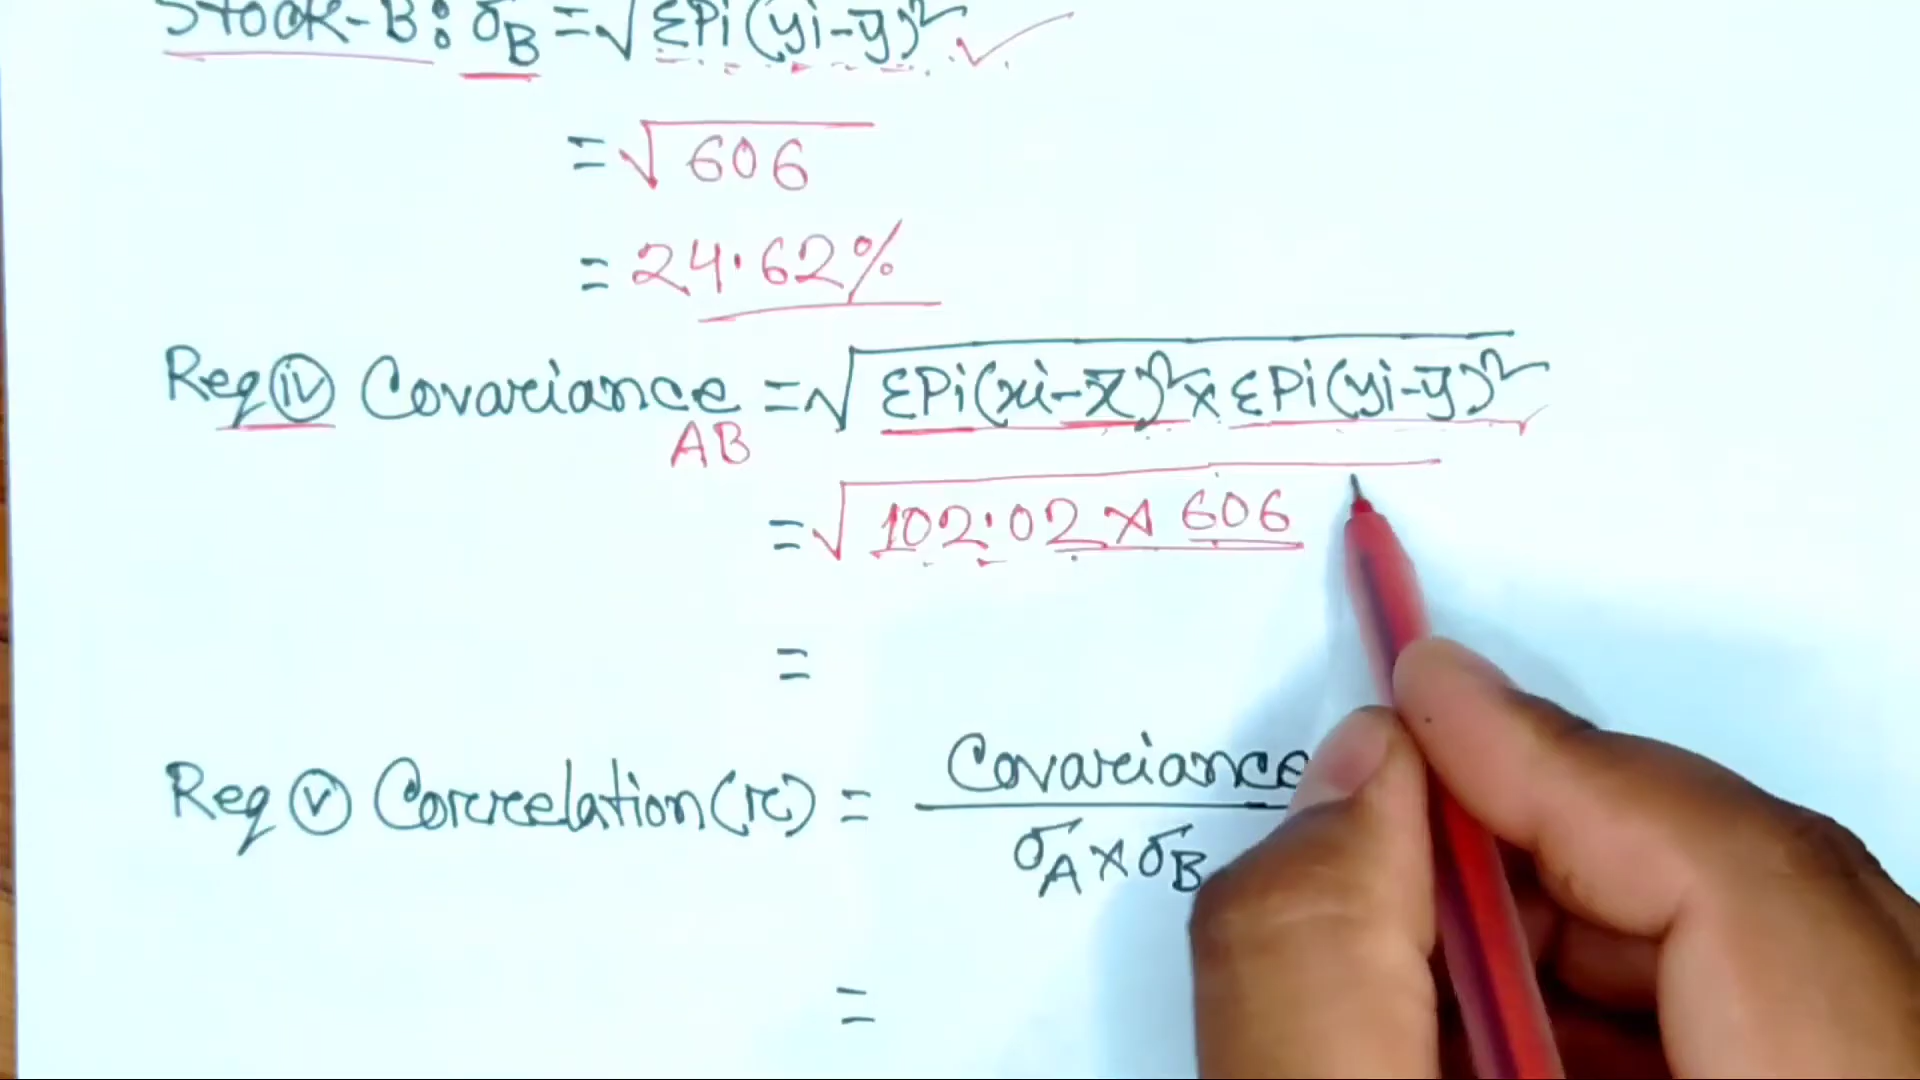 Stock-B: σB = √ΣPi(yi-ȳ)²
= √606
= 24.62%
Req (iv) Covariance AB = √ΣPi(xi-x̄)² x ΣPi(yi-ȳ)²
= √102.02 x 606
=
Req (v) Correlation(r) = Covariance / σA x σB
=